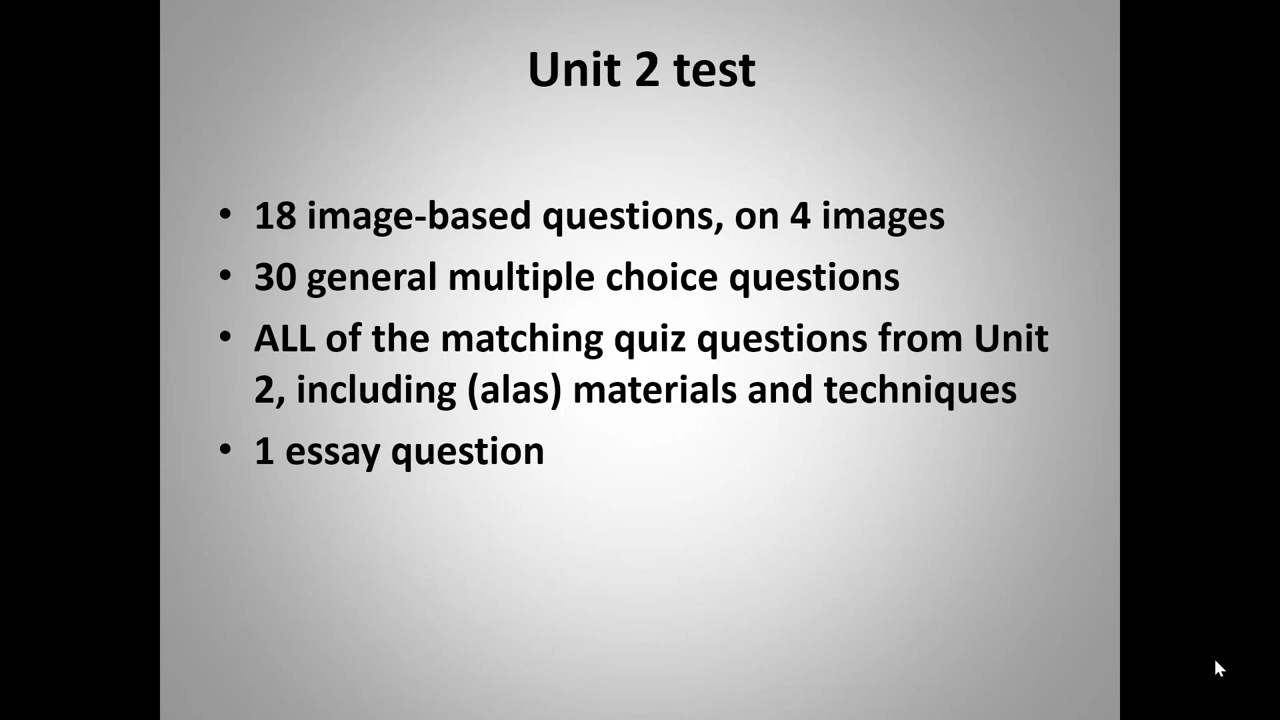 Unit 2 test
• 18 image-based questions, on 4 images
• 30 general multiple choice questions
• ALL of the matching quiz questions from Unit
2, including (alas) materials and techniques
• 1 essay question